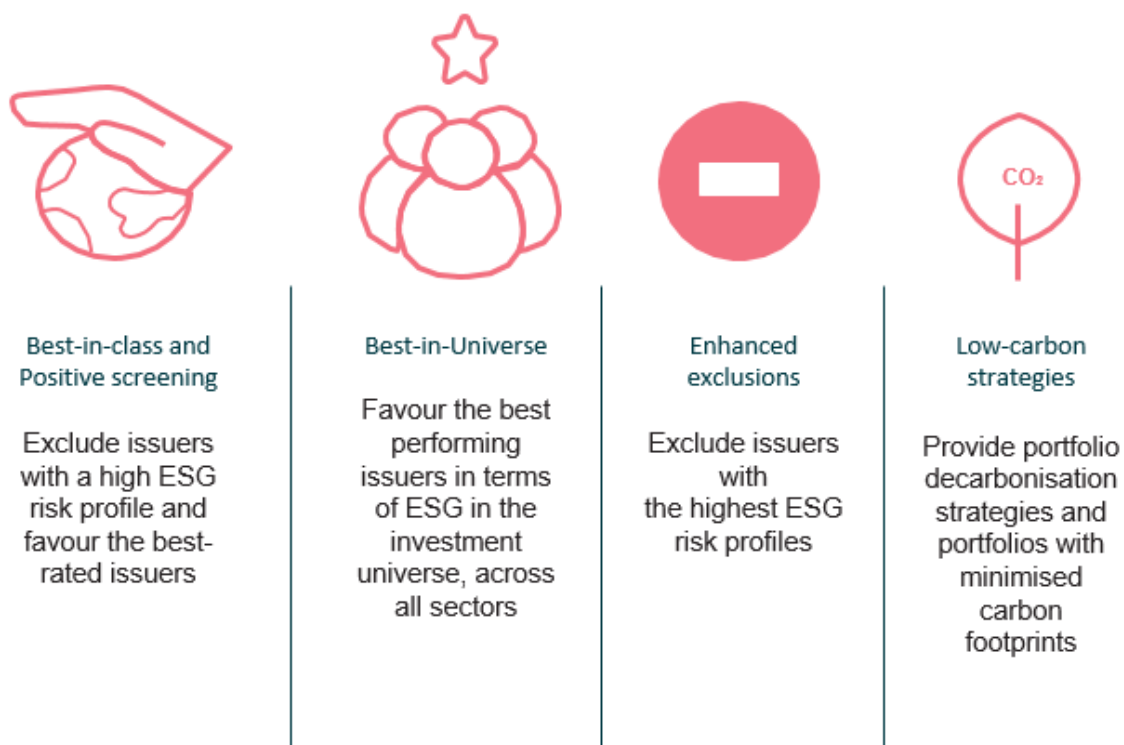 CO₂
Best-in-class and
Positive screening
Exclude issuers
with a high ESG
risk profile and
favour the best-
rated issuers
Best-in-Universe
Favour the best
performing
issuers in terms
of ESG in the
investment
universe, across
all sectors
Enhanced
exclusions
Exclude issuers
with
the highest ESG
risk profiles
Low-carbon
strategies
Provide portfolio
decarbonisation
strategies and
portfolios with
minimised
carbon
footprints